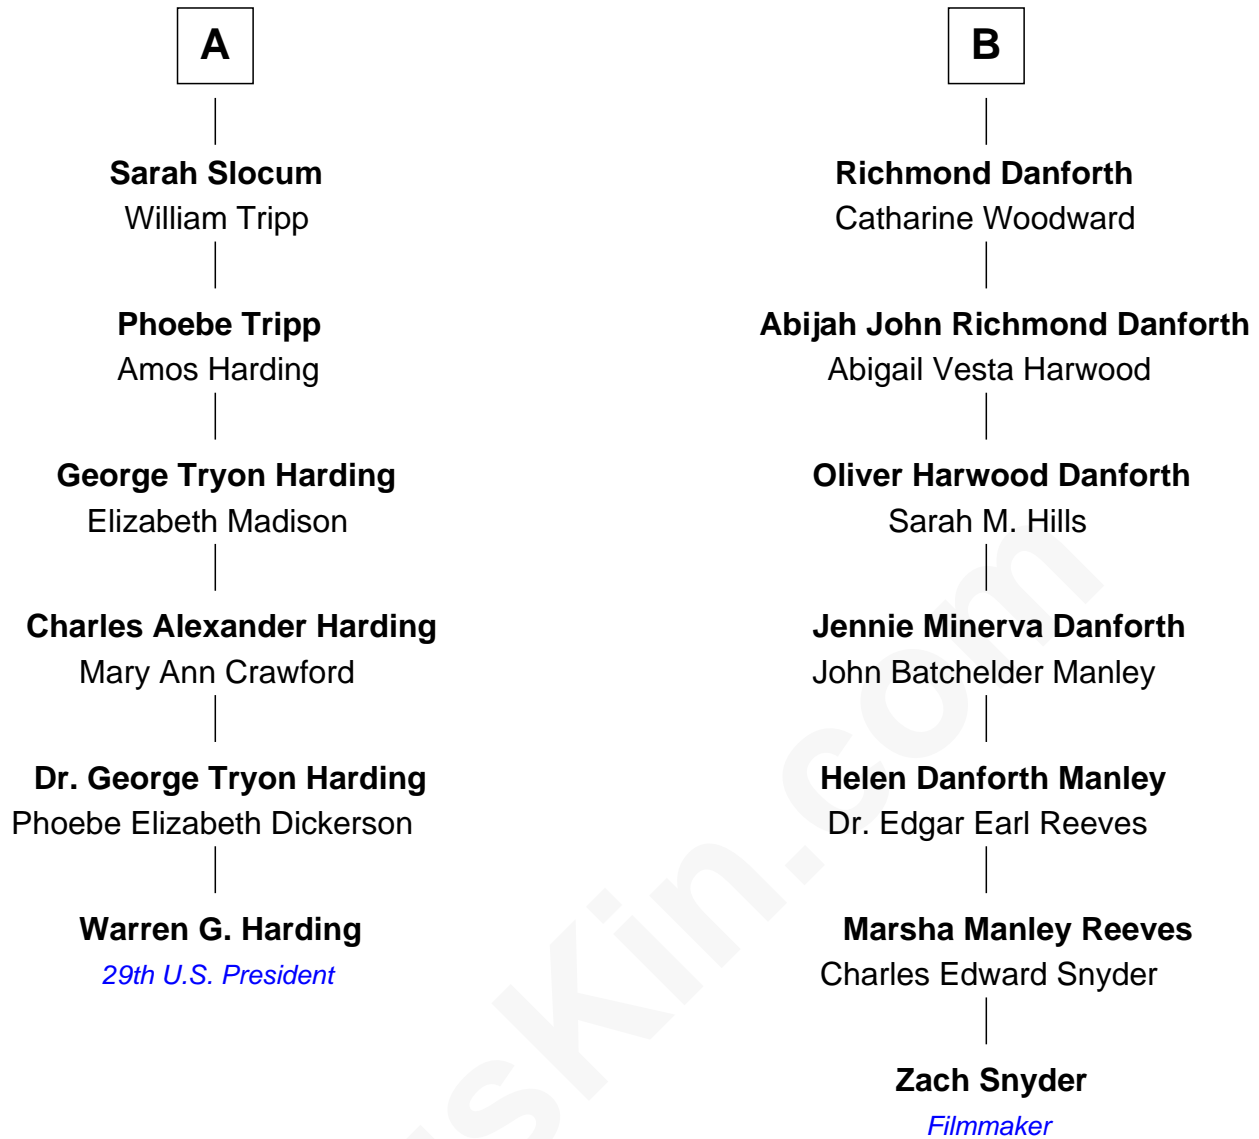 A
Sarah Slocum
William Tripp
Phoebe Tripp
Amos Harding
George Tryon Harding
Elizabeth Madison
Charles Alexander Harding
Mary Ann Crawford
Dr. George Tryon Harding
Phoebe Elizabeth Dickerson
Warren G. Harding
29th U.S. President
B
Richmond Danforth
Catharine Woodward
Abijah John Richmond Danforth
Abigail Vesta Harwood
Oliver Harwood Danforth
Sarah M. Hills
Jennie Minerva Danforth
John Batchelder Manley
Helen Danforth Manley
Dr. Edgar Earl Reeves
Marsha Manley Reeves
Charles Edward Snyder
Zach Snyder
Filmmaker